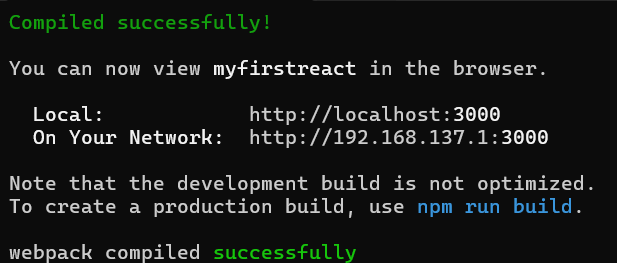 Compiled successfully!
You can now view myfirstreact in the browser.
Local: http://localhost:3000
On Your Network: http://192.168.137.1:3000
Note that the development build is not optimized.
To create a production build, use npm run build.
webpack compiled successfully